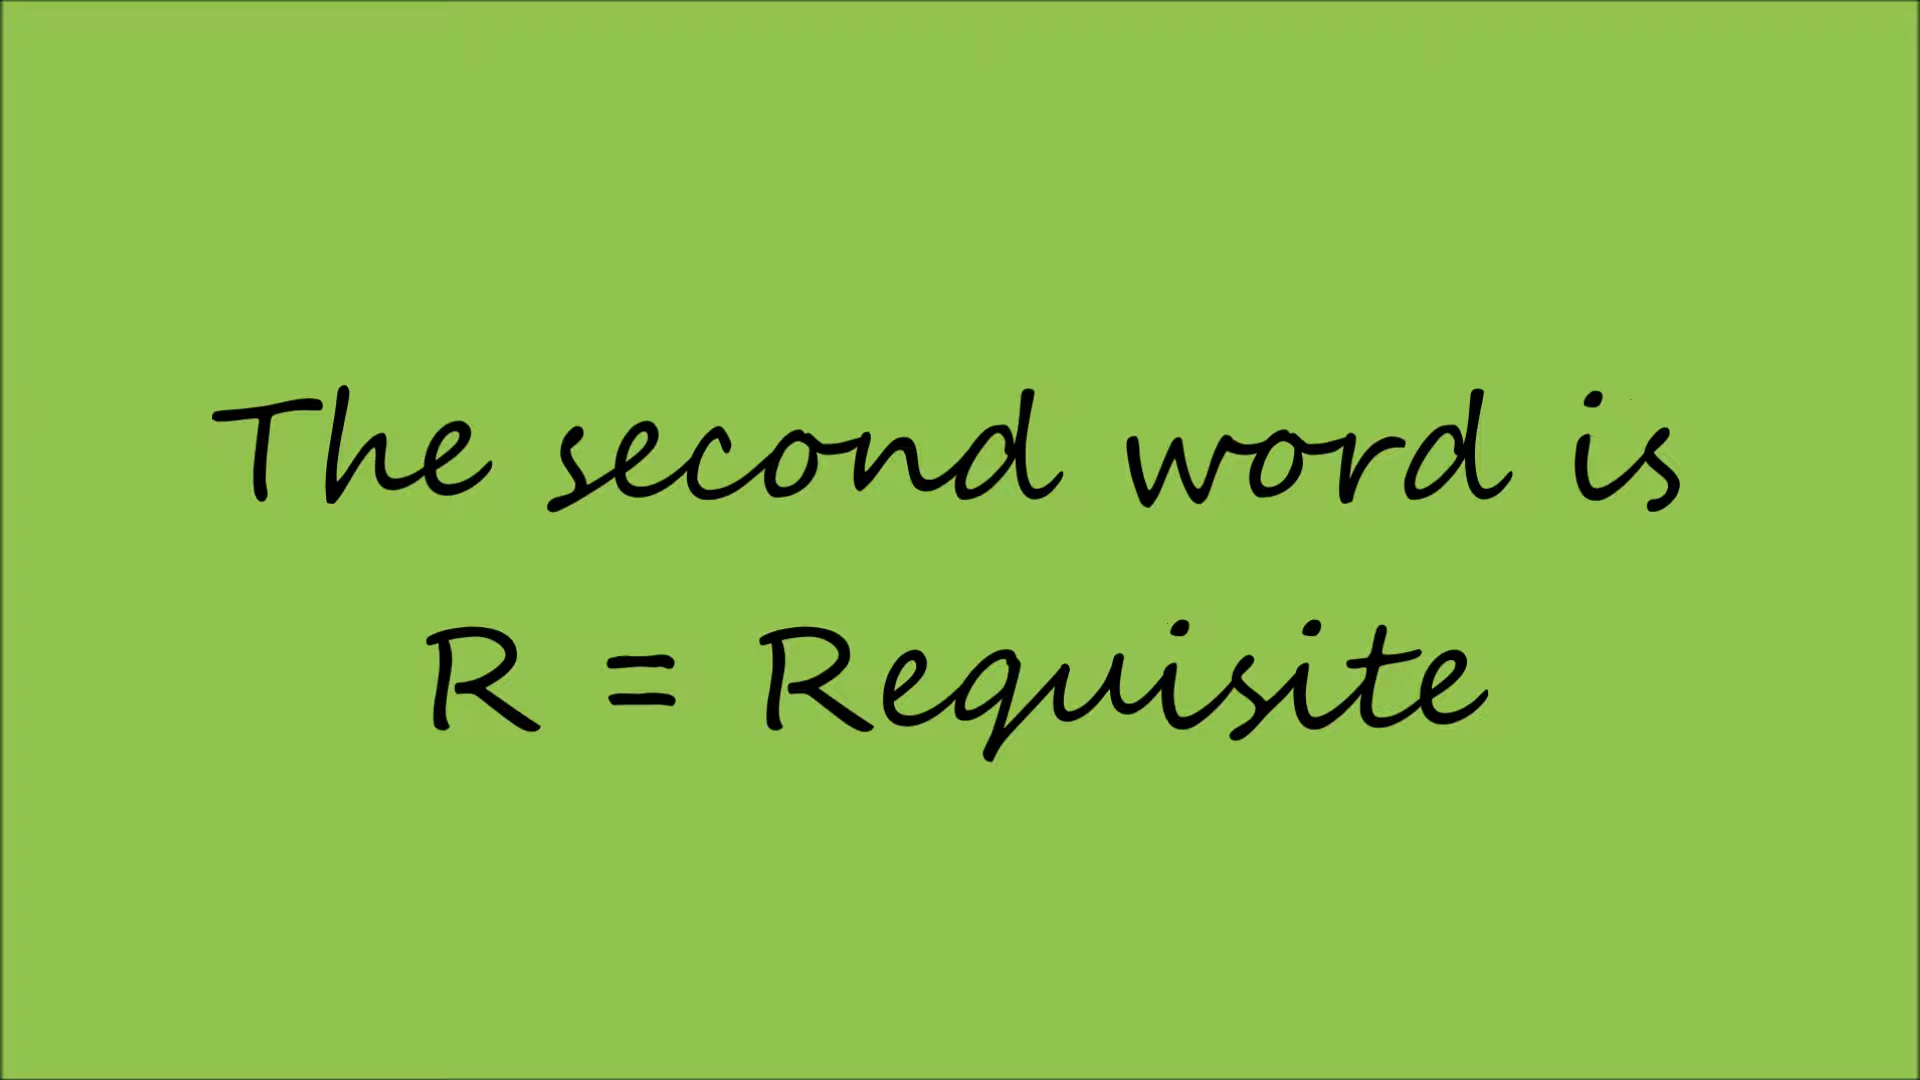 The second word is
R = Requisite